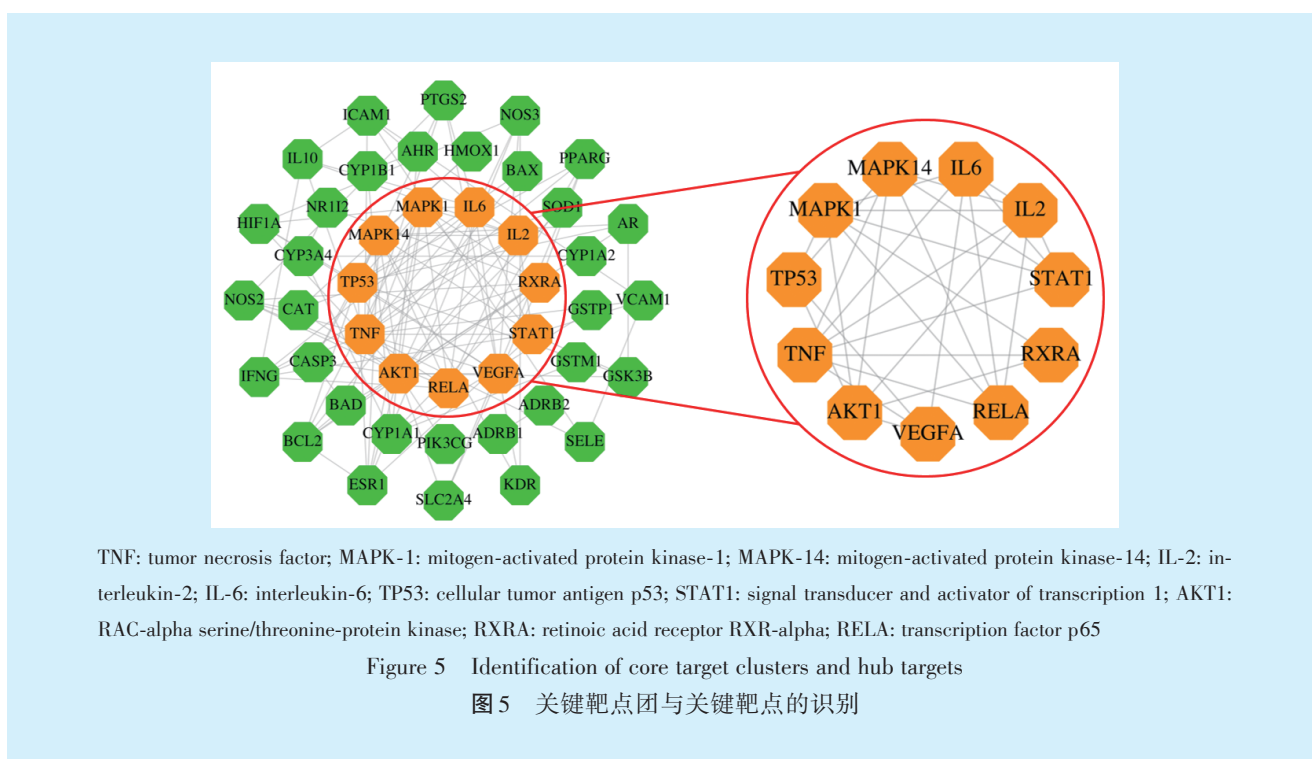 PTGS2
ICAM1
NOS3
AHR
HMOX1
IL10
CYP1B1
BAX
PPARG
MAPK1
IL6
SOD1
HIF1A
NR1I2
AR
MAPK14
IL2
CYP3A4
CYP1A2
TP53
RXRA
NOS2
CAT
GSTP1
VCAM1
TNF
STAT1
CASP3
GSTM1
IFNG
AKT1
VEGFA
GSK3B
RELA
BAD
ADRB2
BCL2
CYP1A1
PIK3CG
ADRB1
SELE
ESR1
SLC2A4
KDR
MAPK14
IL6
MAPK1
IL2
TP53
STAT1
TNF
RXRA
AKT1
RELA
VEGFA
TNF: tumor necrosis factor; MAPK-1: mitogen-activated protein kinase-1; MAPK-14: mitogen-activated protein kinase-14; IL-2: in-
terleukin-2; IL-6: interleukin-6; TP53: cellular tumor antigen p53; STAT1: signal transducer and activator of transcription 1; AKT1:
RAC-alpha serine/threonine-protein kinase; RXRA: retinoic acid receptor RXR-alpha; RELA: transcription factor p65
Figure 5 Identification of core target clusters and hub targets
图5 关键靶点团与关键靶点的识别